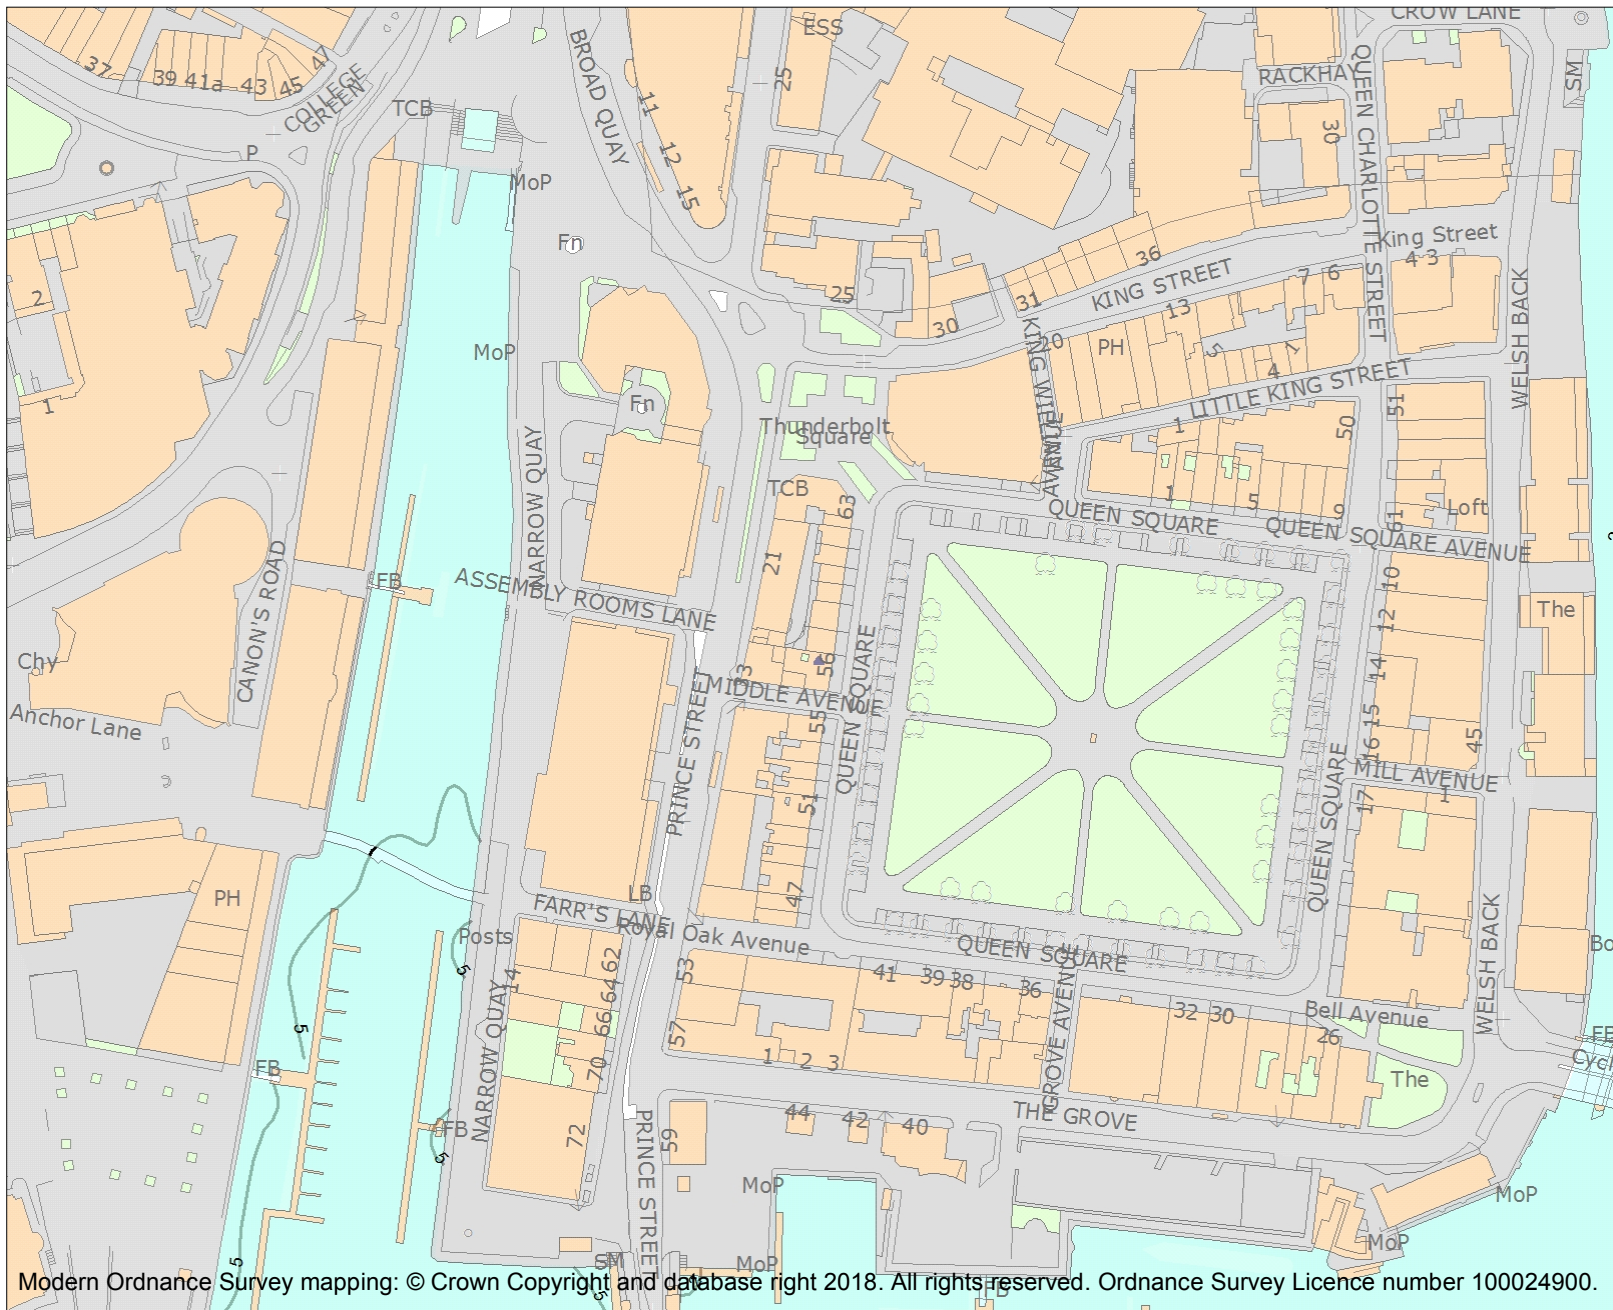 CROW LANE
ESS
BROAD QUAY
25
37
39 41a 43 45 47
COLLEGE
GREEN
TCB
P
11
12
15
RACKHAY
QUEEN CHARLOTTE STREET
SM
30
MoP
Fn
2
1
36
King Street
4 3
KING STREET
31
7 6
13
25
30
20
PH
5
4
1
WELSH BACK
MoP
KING WILLIAM
AVENUE
LITTLE KING STREET
Fn
Thunderbolt
Square
1
50
51
NARROW QUAY
TCB
63
1
5
9
61
Loft
QUEEN SQUARE
QUEEN SQUARE AVENUE
21
CANON'S ROAD
FB
ASSEMBLY ROOMS LANE
10
12
14
15
16
The
Chy
Anchor Lane
56
MIDDLE AVENUE
55
QUEEN SQUARE
PRINCE STREET
45
MILL AVENUE
1
17
51
47
QUEEN SQUARE
PH
LB
FARR'S LANE
Royal Oak Avenue
Posts
QUEEN SQUARE
WELSH BACK
14
62
64
66
70
72
53
57
41
39 38
36
32 30
26
Bell Avenue
5
5
FB
NARROW QUAY
1
2
3
GROVE AVENUE
The
FB
THE GROVE
44
42
40
FB
5
59
PRINCE STREET
MoP
MoP
MoP
MoP
SM
5
5
FB
Modern Ordnance Survey mapping: © Crown Copyright and database right 2018. All rights reserved. Ordnance Survey Licence number 100024900.